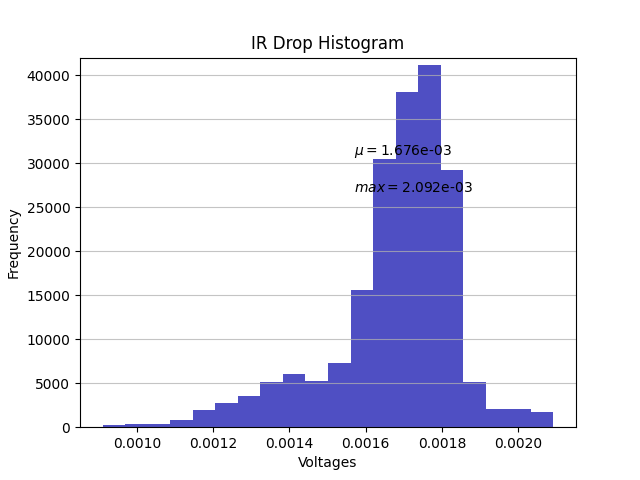 IR Drop Histogram
40000
35000
30000
25000
20000
15000
10000
5000
0
Frequency
μ = 1.676e-03
max = 2.092e-03
0.0010 0.0012 0.0014 0.0016 0.0018 0.0020
Voltages